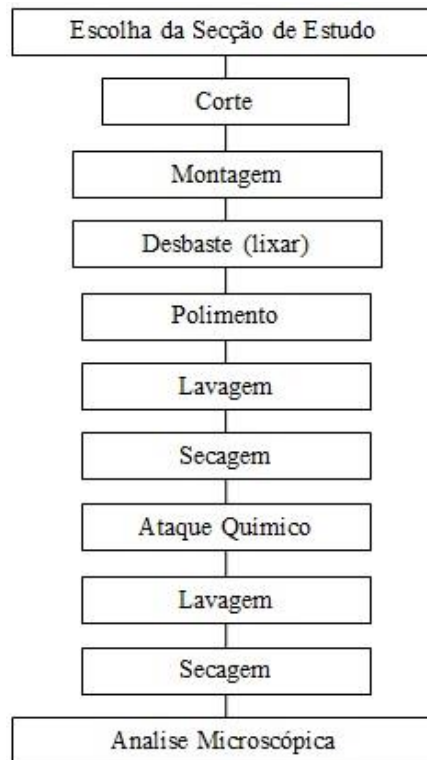 Escolha da Secção de Estudo
Corte
Montagem
Desbaste (lixar)
Polimento
Lavagem
Secagem
Ataque Químico
Lavagem
Secagem
Analise Microscópica